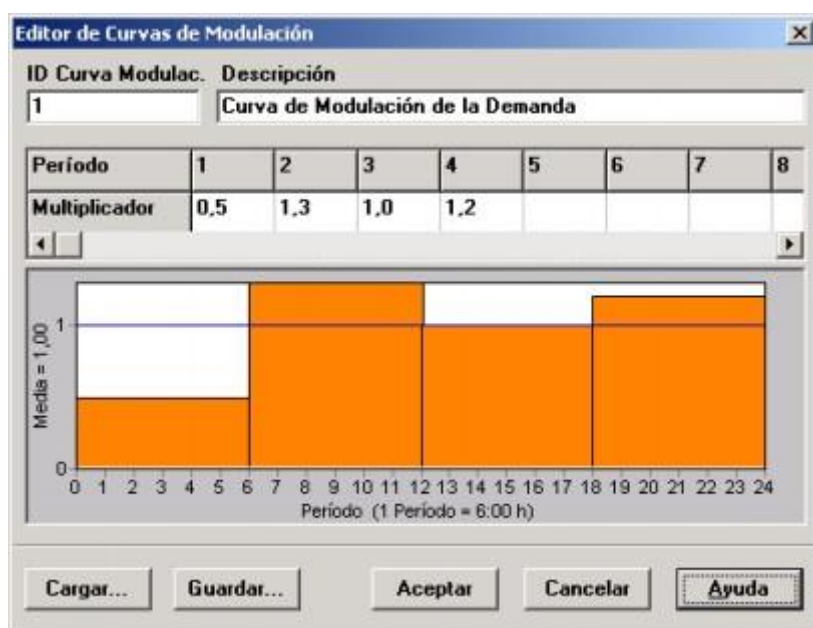 Editor de Curvas de Modulación
ID Curva Modulac. Descripción
1 Curva de Modulación de la Demanda
Período 1 2 3 4 5 6 7 8
Multiplicador 0,5 1,3 1,0 1,2
Media = 1,00
1
0
0 1 2 3 4 5 6 7 8 9 10 11 12 13 14 15 16 17 18 19 20 21 22 23 24
Período (1 Período = 6:00 h)
Cargar... Guardar... Aceptar Cancelar Ayuda